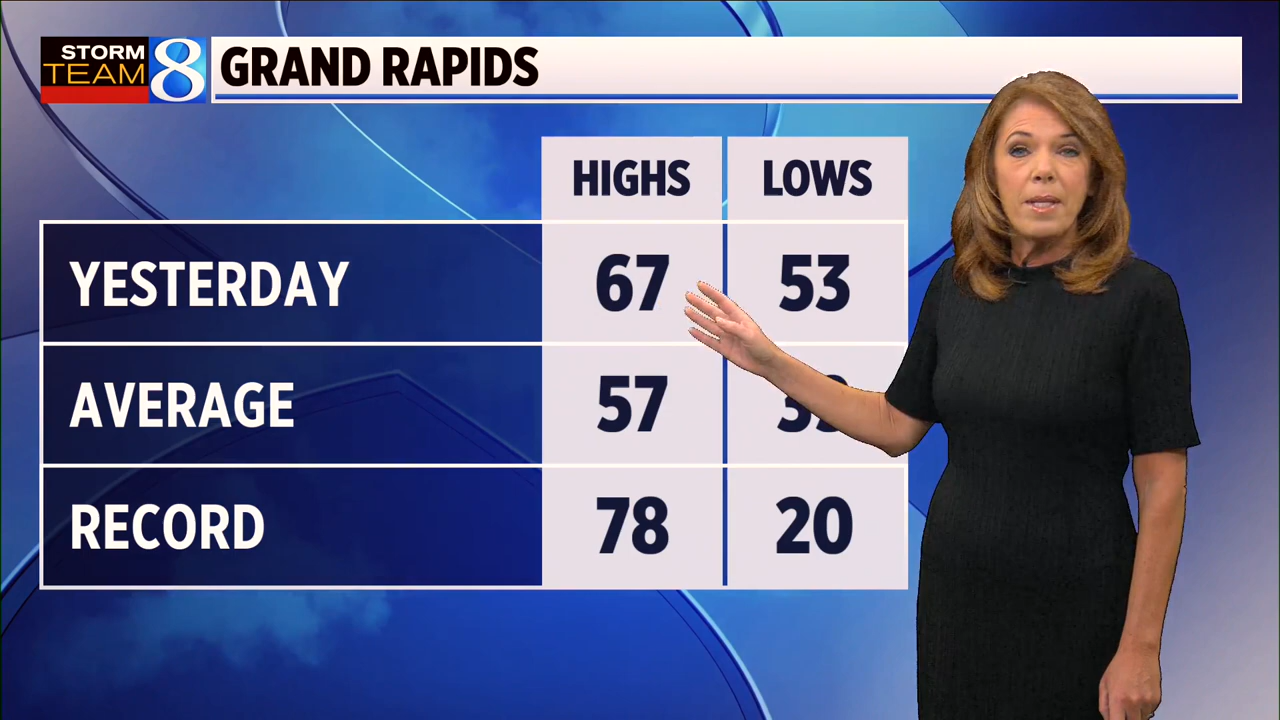 STORM
TEAM 8
GRAND RAPIDS
HIGHS LOWS
YESTERDAY 67 53
AVERAGE 57
RECORD 78 20